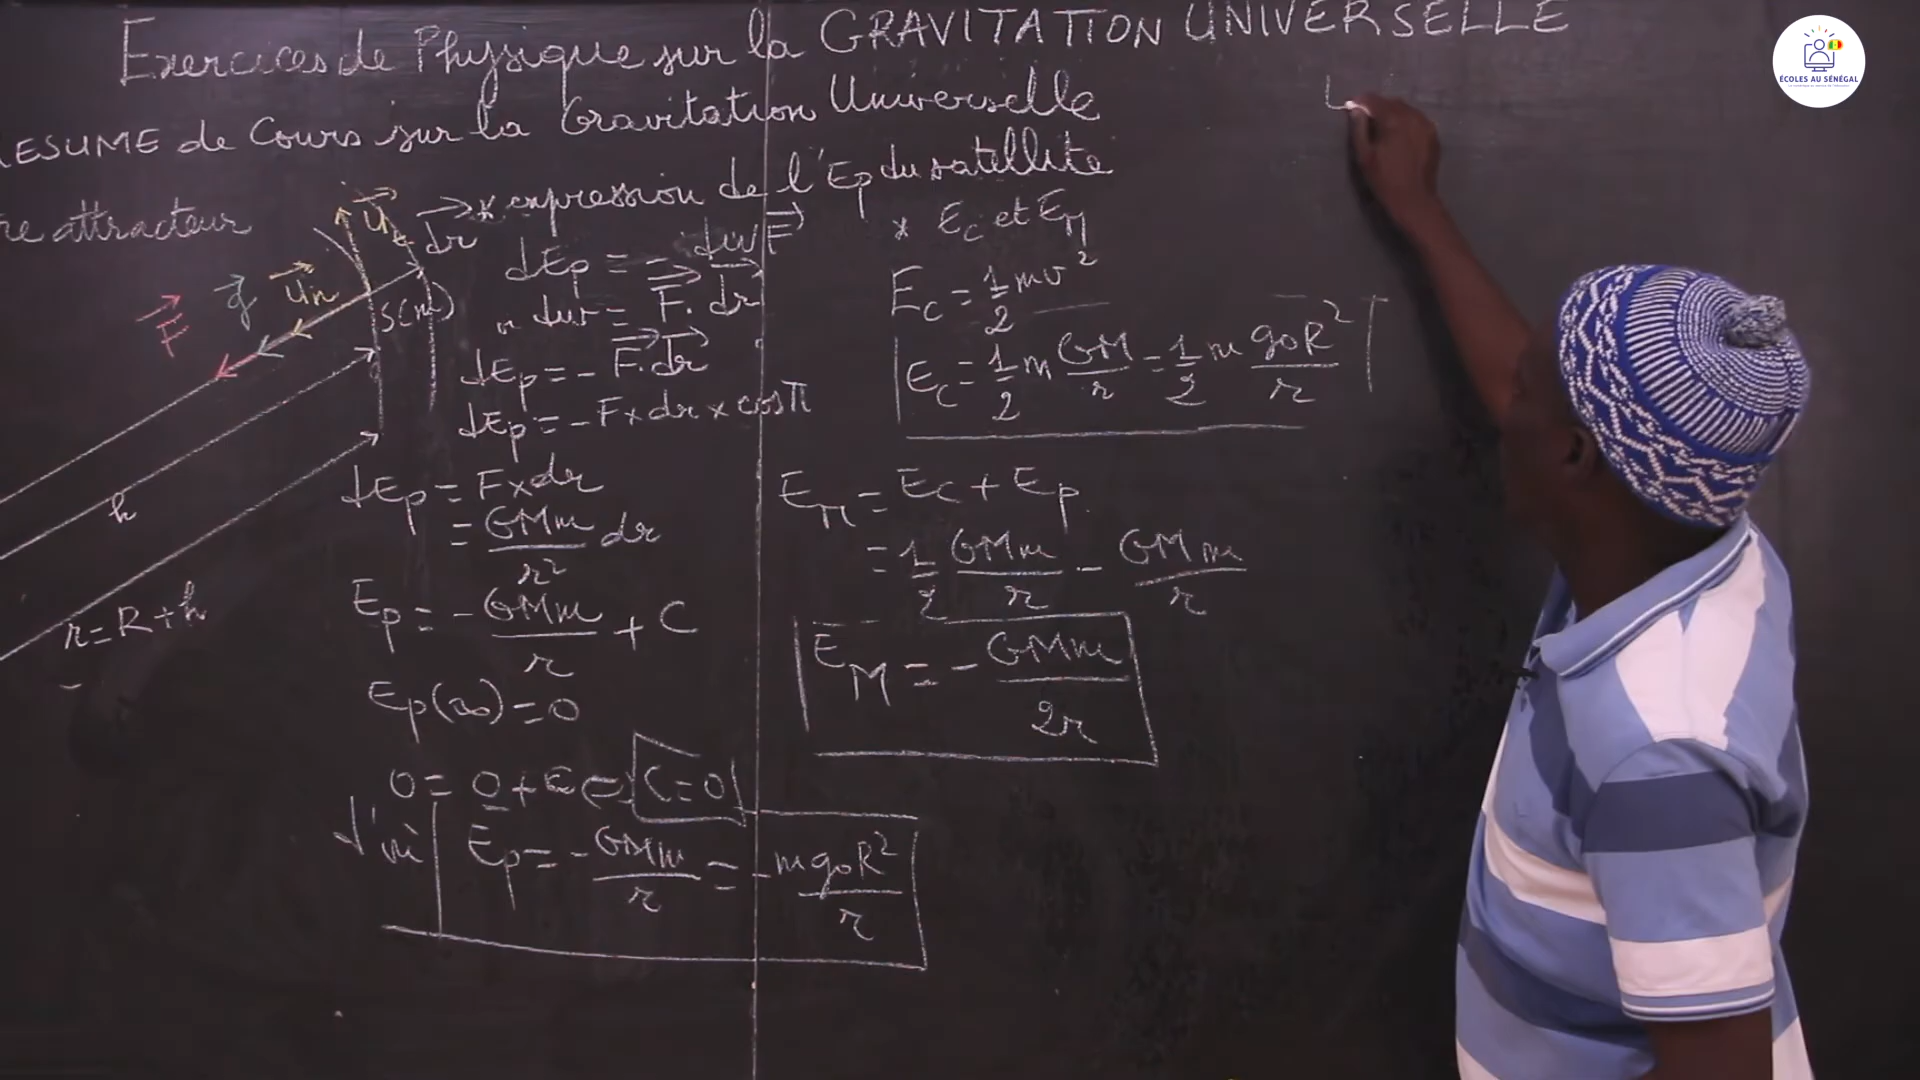 Exercices de Physique sur la GRAVITATION UNIVERSELLE
RESUME de Cours sur la Gravitation Universelle
re attracteur
* expression de l'Ep du satellite
dEp = - dw F
dw = F. dr
dEp = - F. dr
dEp = - F x dr x cos π
dEp = F x dr
= GMm/r² dr
Ep = - GMm/r + C
Ep(∞) = 0
0 = 0 + C ⇔ C = 0
d'où Ep = - GMm/r = - mg₀R²/r
* Ec et EM
Ec = 1/2 mv²
Ec = 1/2 m GM/r = 1/2 m g₀R²/r
EM = Ec + Ep
= 1/2 GMm/r - GMm/r
EM = - GMm/2r
F
g
un
u
dr
S(m)
h
r = R + h
ÉCOLES AU SÉNÉGAL